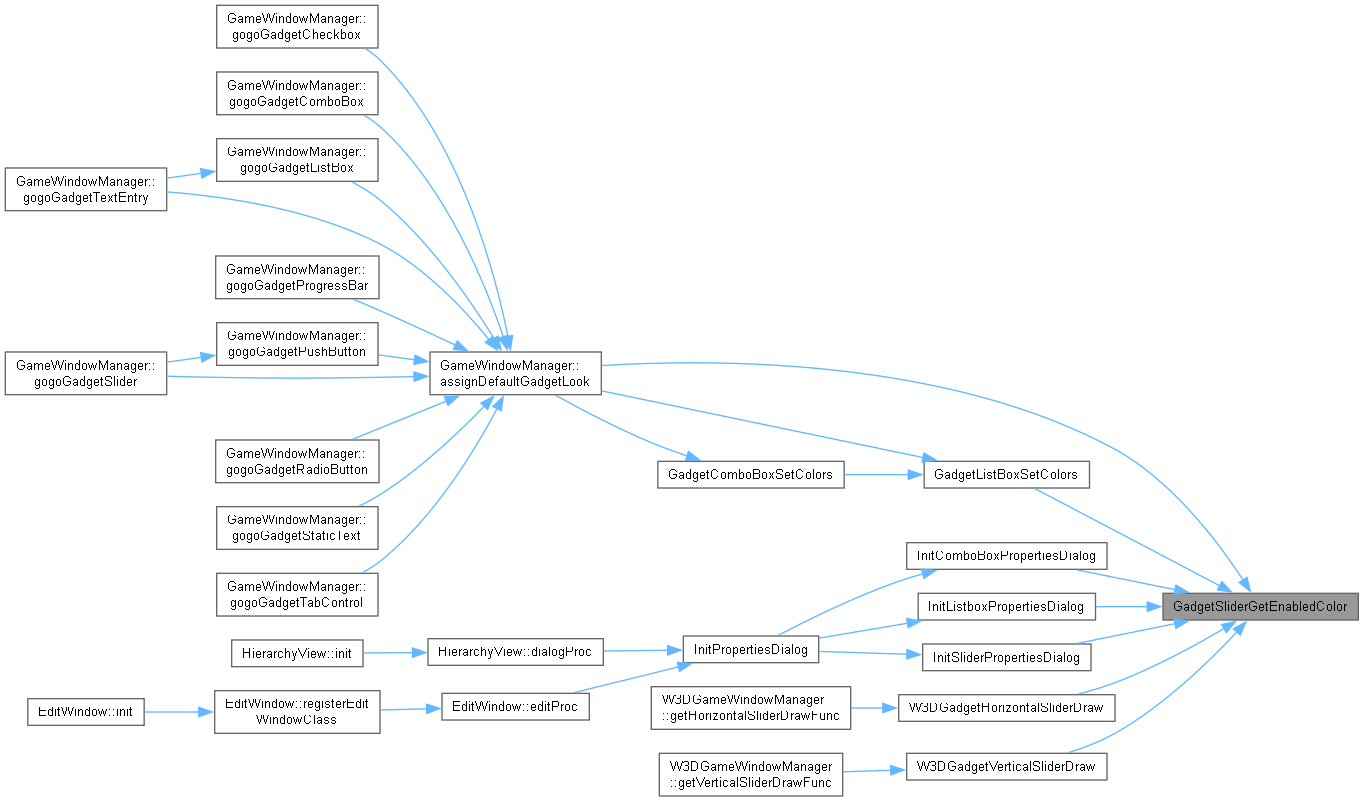 GameWindowManager::
gogoGadgetCheckbox
GameWindowManager::
gogoGadgetComboBox
GameWindowManager::
gogoGadgetListBox
GameWindowManager::
gogoGadgetTextEntry
GameWindowManager::
gogoGadgetProgressBar
GameWindowManager::
gogoGadgetPushButton
GameWindowManager::
gogoGadgetSlider
GameWindowManager::
assignDefaultGadgetLook
GameWindowManager::
gogoGadgetRadioButton
GadgetComboBoxSetColors
GadgetListBoxSetColors
GameWindowManager::
gogoGadgetStaticText
InitComboBoxPropertiesDialog
GameWindowManager::
gogoGadgetTabControl
InitListboxPropertiesDialog
GadgetSliderGetEnabledColor
HierarchyView::init
HierarchyView::dialogProc
InitPropertiesDialog
InitSliderPropertiesDialog
EditWindow::init
EditWindow::registerEdit
WindowClass
EditWindow::editProc
W3DGameWindowManager
::getHorizontalSliderDrawFunc
W3DGadgetHorizontalSliderDraw
W3DGameWindowManager
::getVerticalSliderDrawFunc
W3DGadgetVerticalSliderDraw